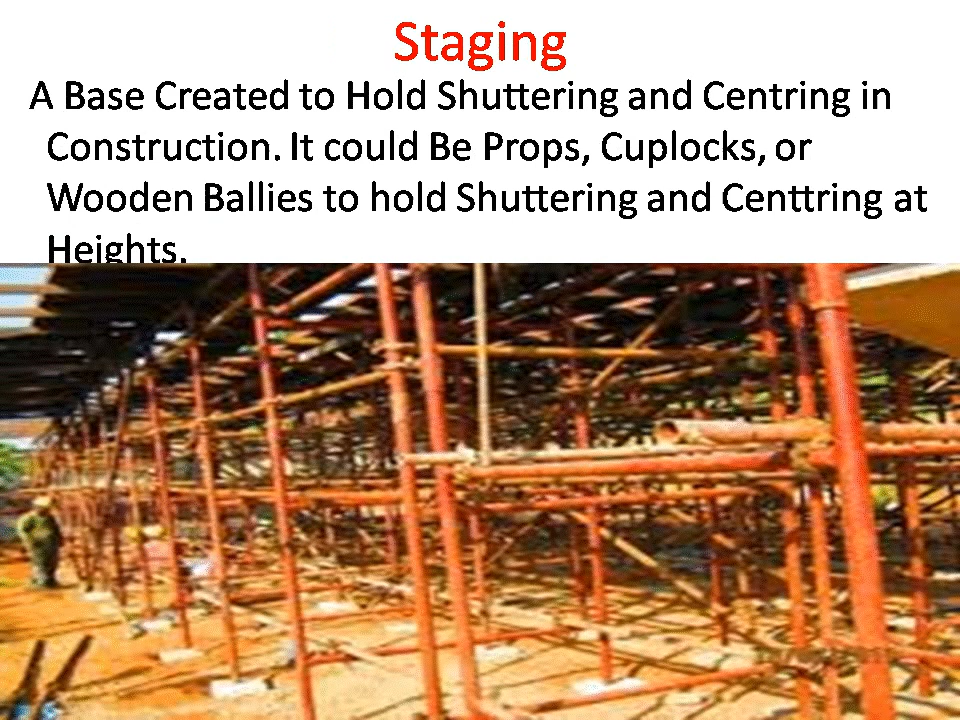 Staging
A Base Created to Hold Shuttering and Centring in
Construction. It could Be Props, Cuplocks, or
Wooden Ballies to hold Shuttering and Centtring at
Heights.